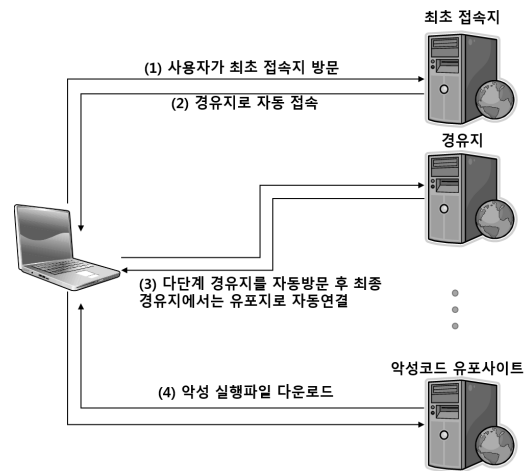 최초 접속지
(1) 사용자가 최초 접속지 방문
(2) 경유지로 자동 접속
경유지
(3) 다단계 경유지를 자동방문 후 최종
경유지에서는 유포지로 자동연결
악성코드 유포사이트
(4) 악성 실행파일 다운로드